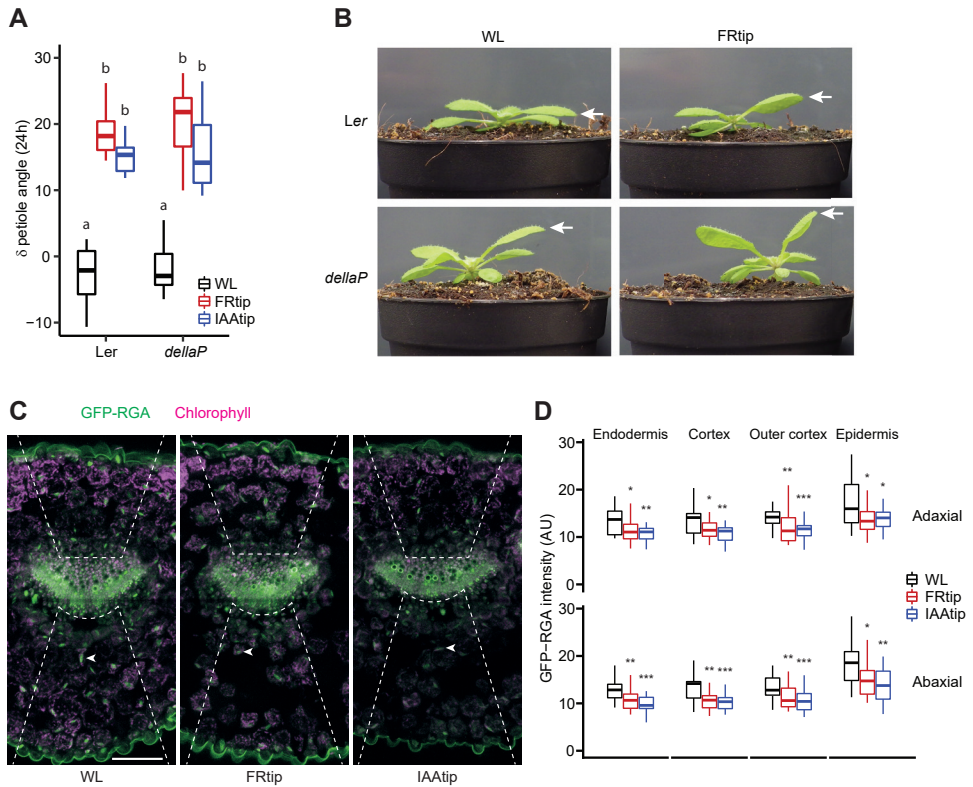 A
δ petiole angle (24h)
30
20
10
0
−10
b
b
b
b
a
a
WL
FRtip
IAAtip
Ler
dellaP
B
WL
FRtip
Ler
dellaP
C
GFP-RGA
Chlorophyll
WL
FRtip
IAAtip
D
GFP−RGA intensity (AU)
Endodermis
Cortex
Outer cortex
Epidermis
30
20
10
0
* ** * ** ** *** * *
Adaxial
WL
FRtip
IAAtip
30
20
10
0
** *** ** *** ** *** * **
Abaxial